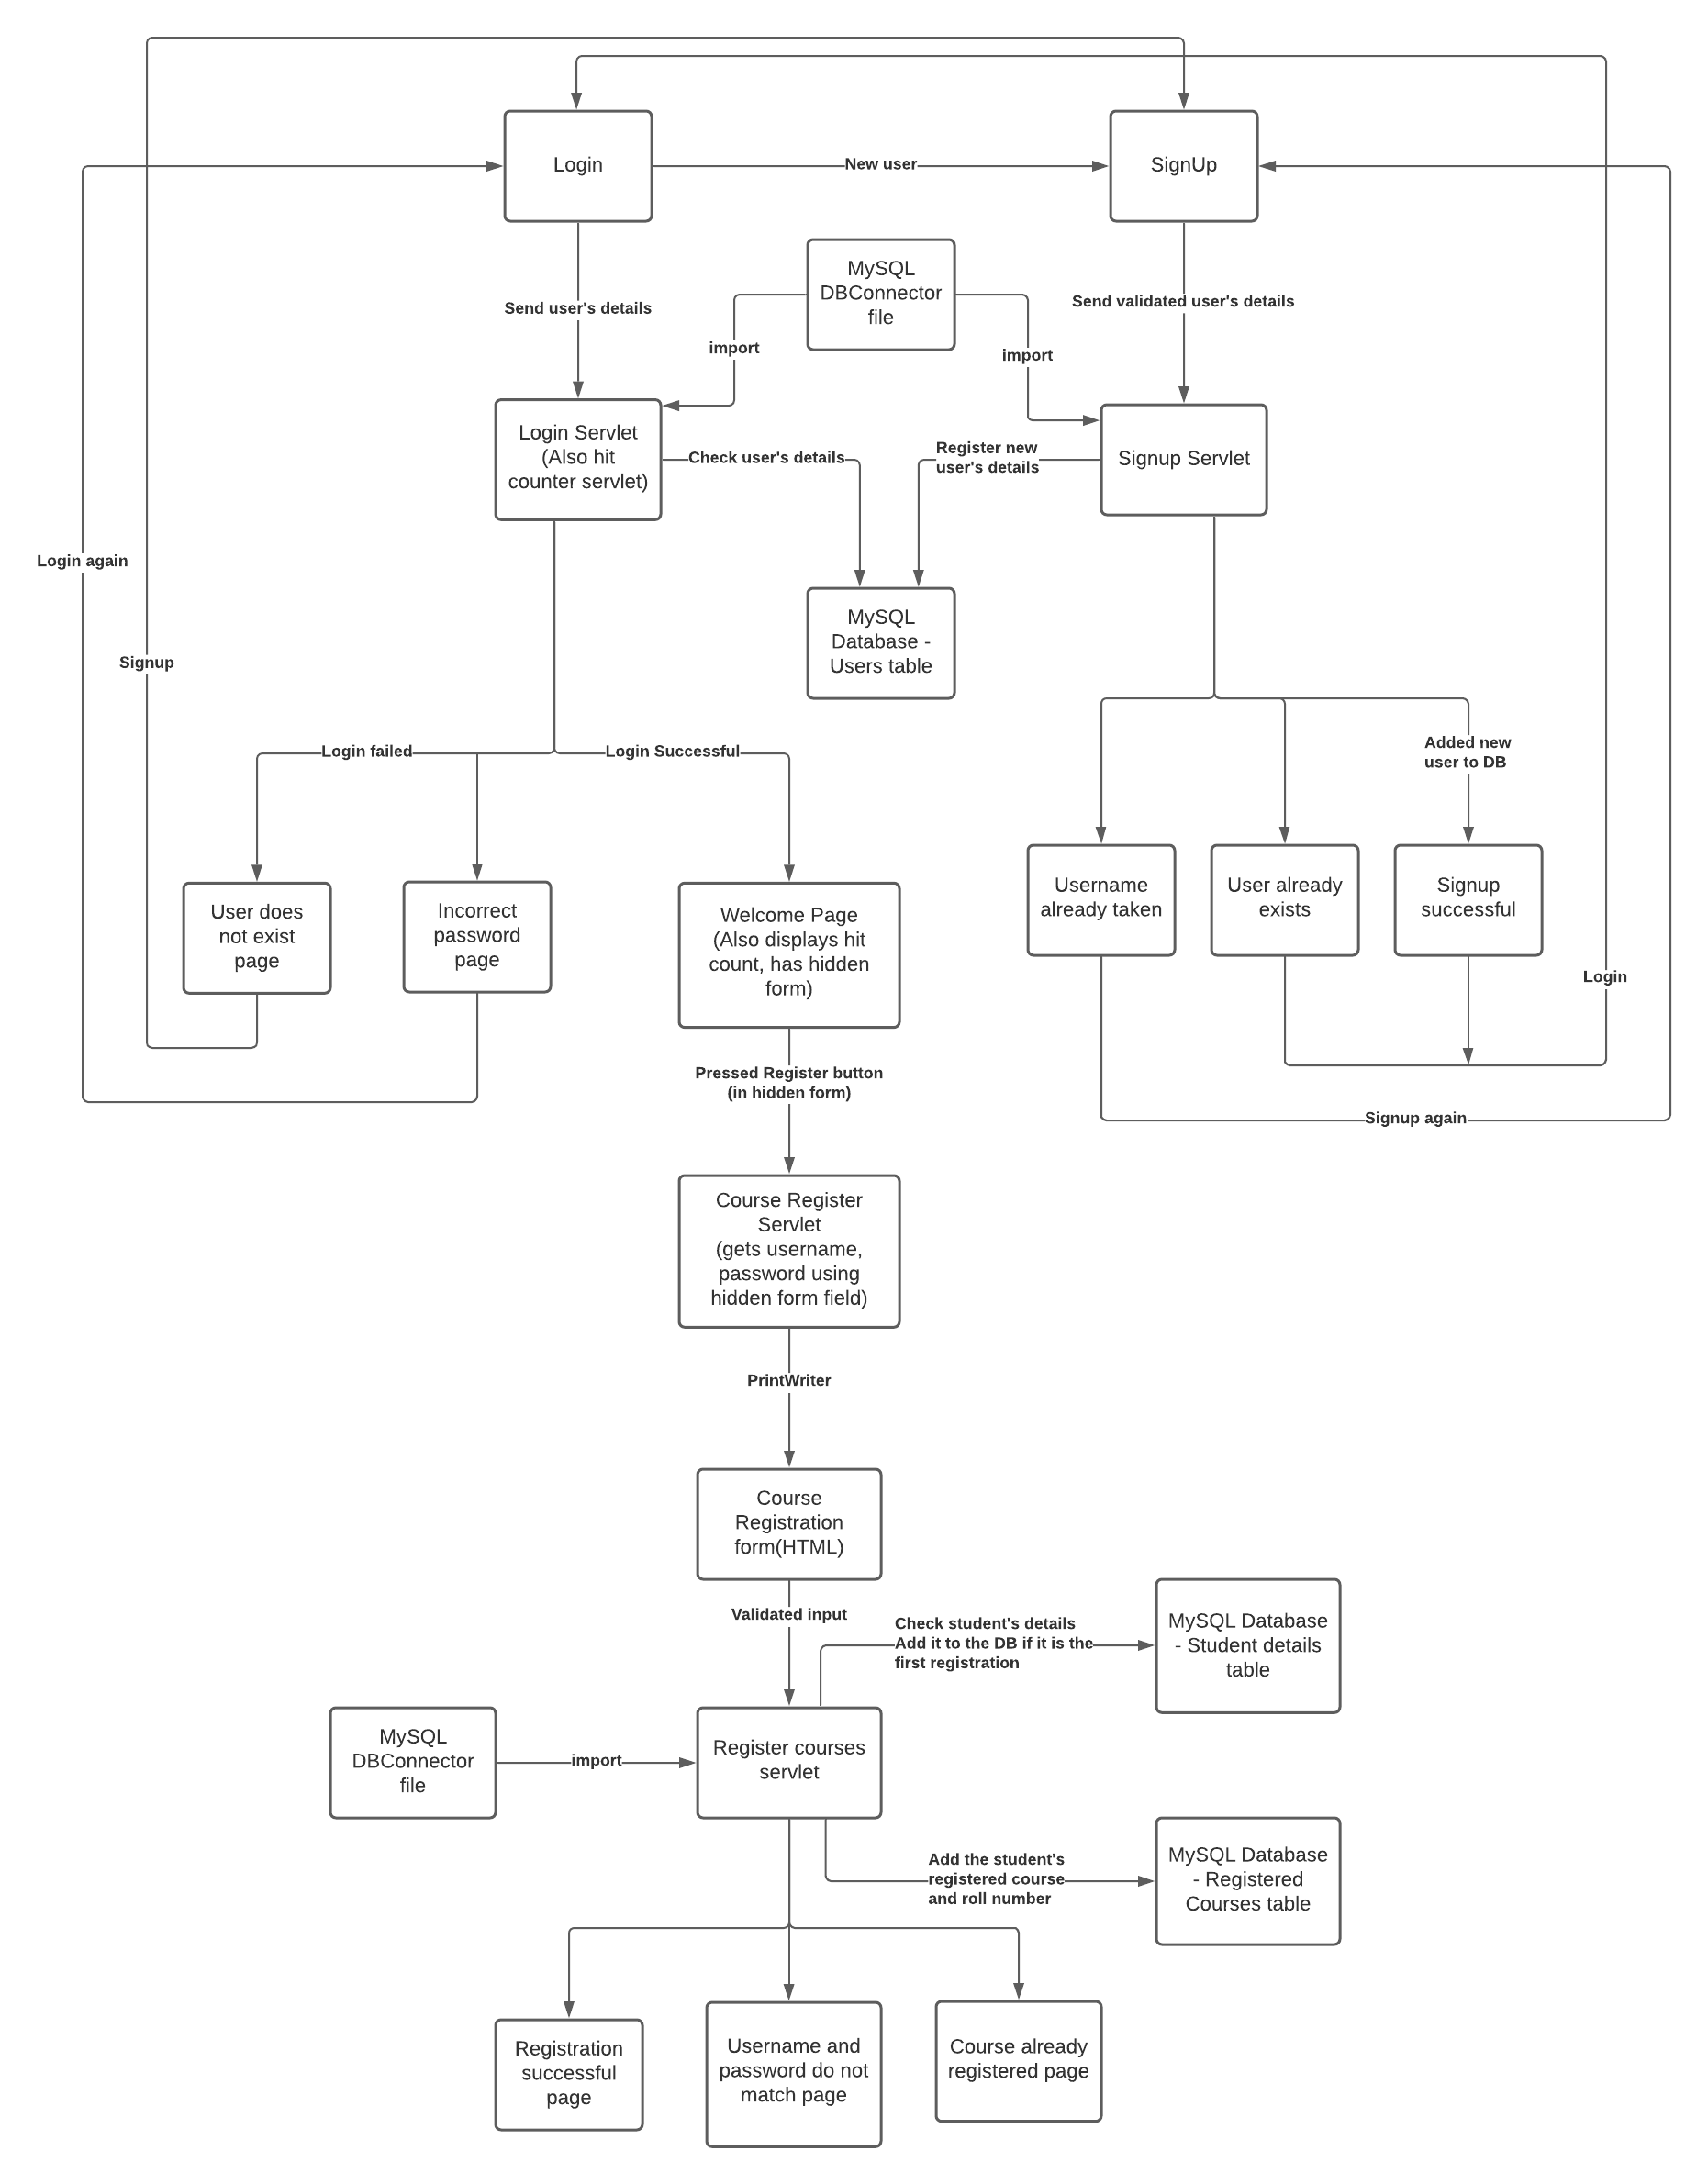 Login
New user
SignUp
MySQL
DBConnector
file
Send user's details
Send validated user's details
import
import
Login Servlet
(Also hit
counter servlet)
Check user's details
Register new
user's details
Signup Servlet
Login again
MySQL
Database -
Users table
Signup
Login failed
Login Successful
Added new
user to DB
User does
not exist
page
Incorrect
password
page
Welcome Page
(Also displays hit
count, has hidden
form)
Username
already taken
User already
exists
Signup
successful
Login
Pressed Register button
(in hidden form)
Signup again
Course Register
Servlet
(gets username,
password using
hidden form field)
PrintWriter
Course
Registration
form(HTML)
Validated input
Check student's details
Add it to the DB if it is the
first registration
MySQL Database
- Student details
table
MySQL
DBConnector
file
import
Register courses
servlet
Add the student's
registered course
and roll number
MySQL Database
- Registered
Courses table
Registration
successful
page
Username and
password do not
match page
Course already
registered page